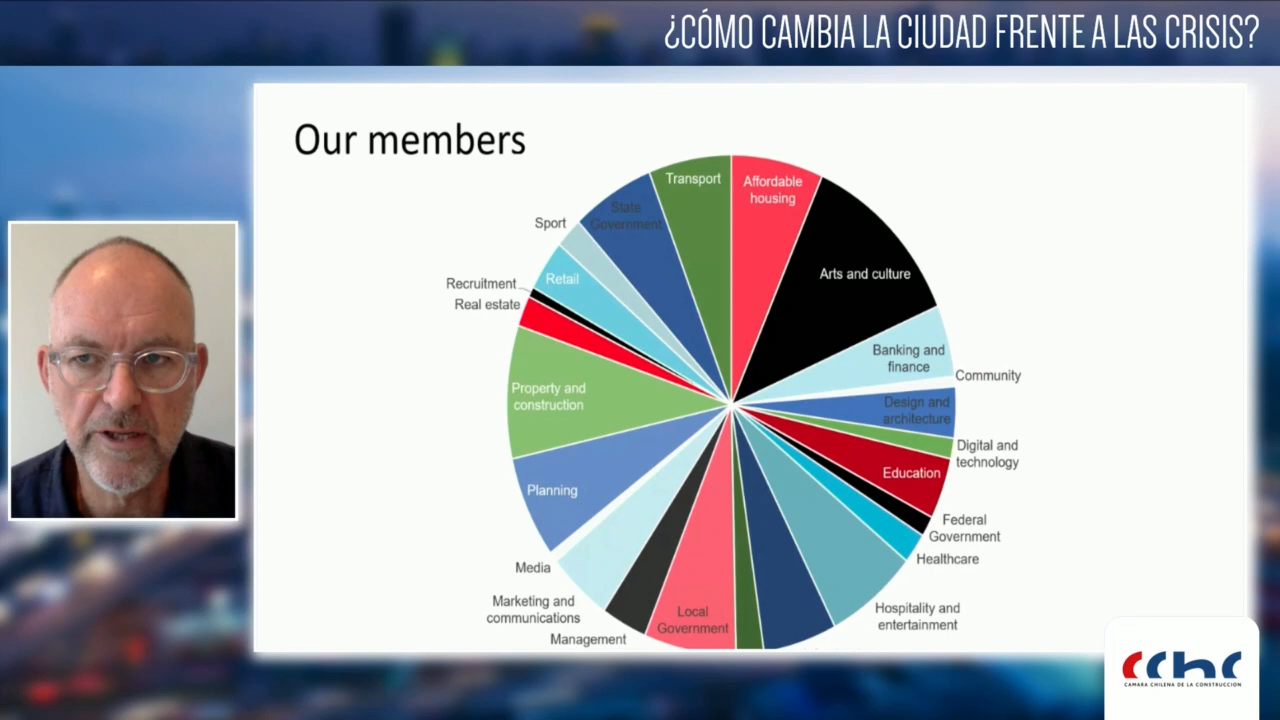 ¿CÓMO CAMBIA LA CIUDAD FRENTE A LAS CRISIS?
Our members
Transport
Affordable
housing
State
Government
Sport
Arts and culture
Retail
Recruitment
Real estate
Banking and
finance
Community
Property and
construction
Design and
architecture
Digital and
technology
Education
Planning
Federal
Government
Healthcare
Media
Marketing and
communications
Hospitality and
entertainment
Local
Government
Management
CChC
CAMARA CHILENA DE LA CONSTRUCCION